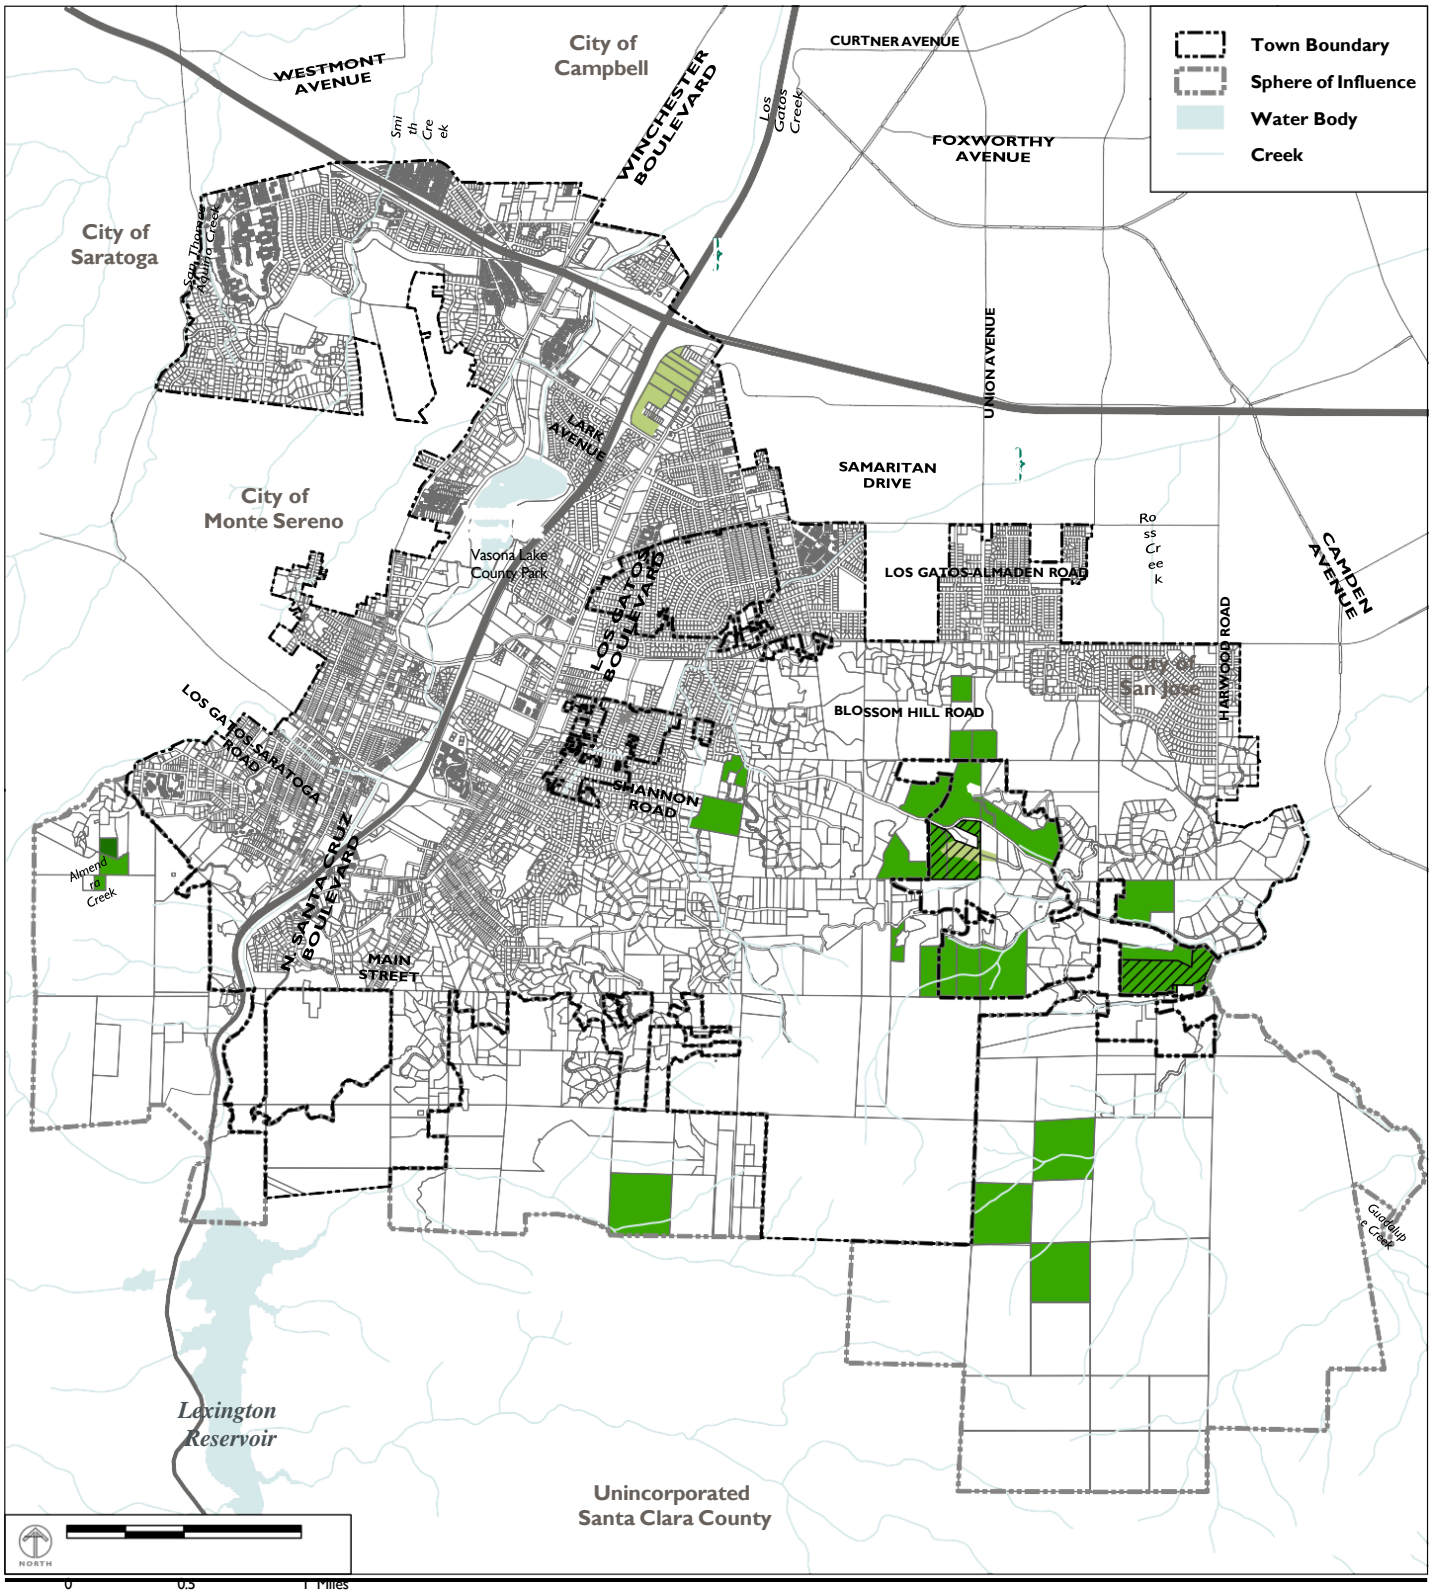 City of
Campbell
WESTMONT
AVENUE
Smi
th
Cre
ek
WINCHESTER
BOULEVARD
Los
Gatos
Creek
CURTNER AVENUE
FOXWORTHY
AVENUE
Town Boundary
Sphere of Influence
Water Body
Creek
City of
Saratoga
San Thomas
Aquino Creek
UNION AVENUE
LARK
AVENUE
SAMARITAN
DRIVE
City of
Monte Sereno
Vasona Lake
County Park
LOS GATOS
BOULEVARD
LOS GATOS-ALMADEN ROAD
Ro
ss
Cr
ee
k
CAMDEN
AVENUE
HARWOOD ROAD
City of
San Jose
BLOSSOM HILL ROAD
LOS GATOS-SARATOGA
ROAD
SHANNON
ROAD
Almend
ra
Creek
N. SANTA CRUZ
BOULEVARD
MAIN
STREET
Guadalup
e Creek
Lexington
Reservoir
Unincorporated
Santa Clara County
NORTH
0 0.5 1 Miles